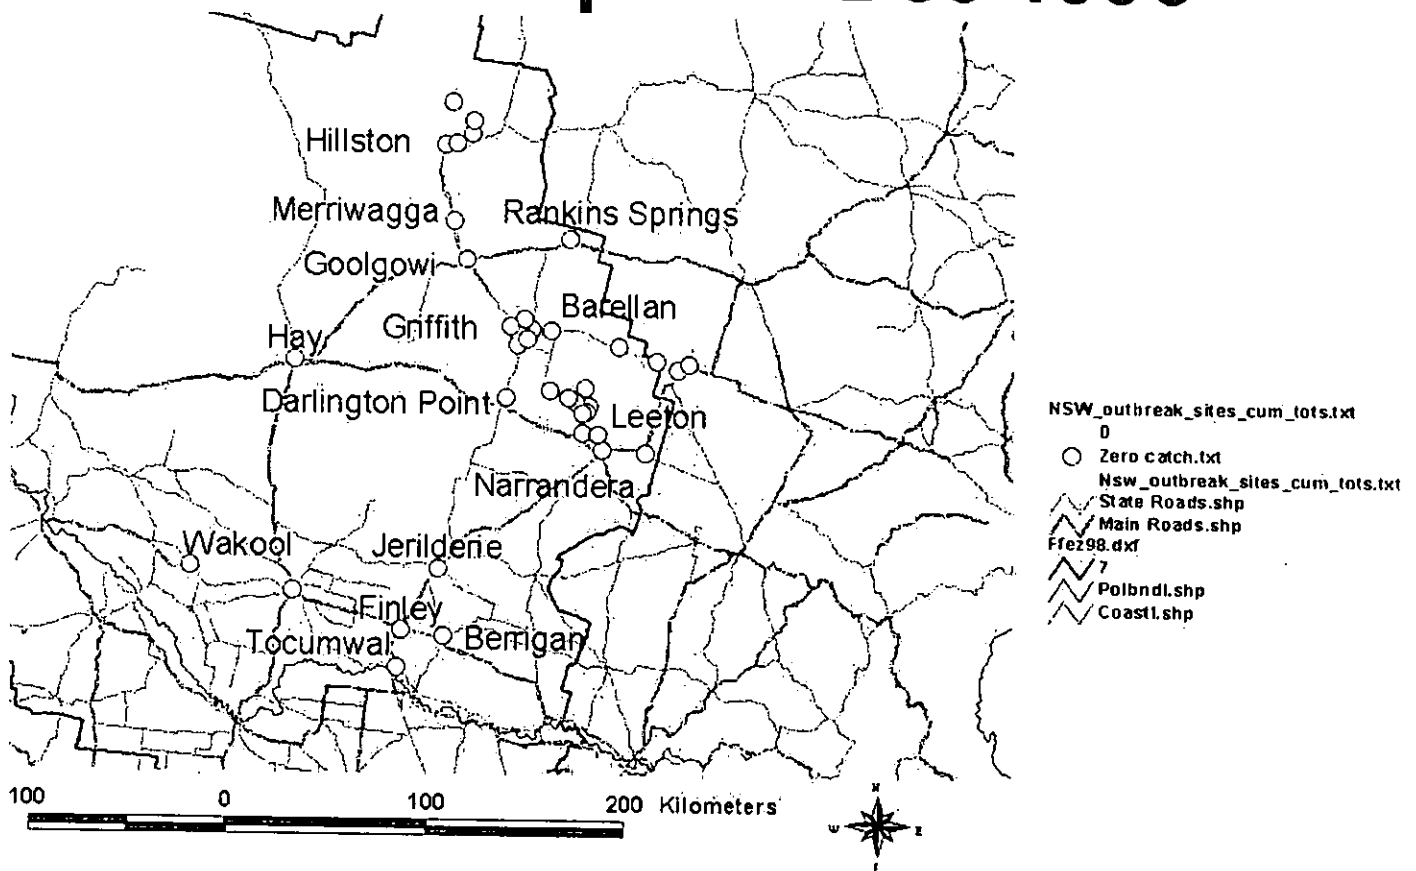 Hillston
Merriwagga
Rankins Springs
Goolgowi
Barellan
Griffith
Hay
Darlington Point
Leeton
Narrandera
Wakool
Jerilderie
Finley
Tocumwal
Berrigan
NSW_outbreak_sites_cum_tots.txt
0
Zero catch.txt
Nsw_outbreak_sites_cum_tots.txt
State Roads.shp
Main Roads.shp
Ffez98.dxf
7
Polbndl.shp
Coastl.shp
100 0 100 200 Kilometers
N
W E